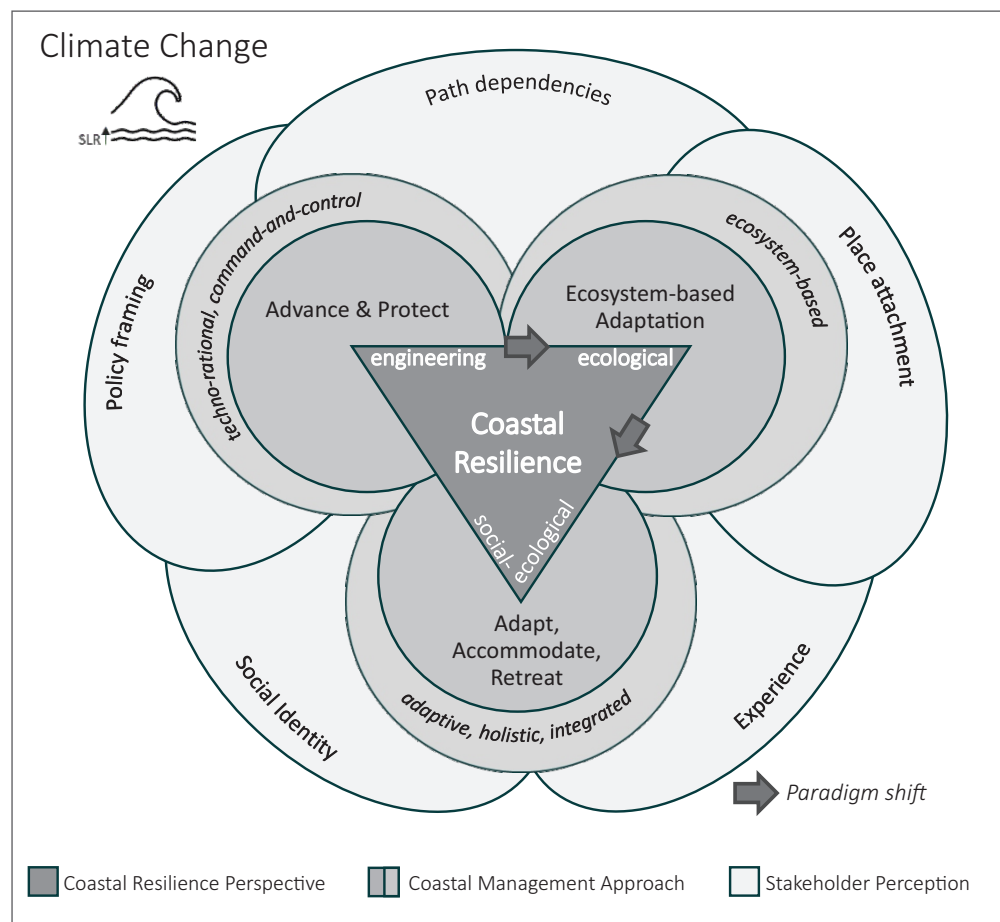 Climate Change
SLR
Path dependencies
Policy framing
techno-rational, command-and-control
ecosystem-based
Place attachment
Advance & Protect
Ecosystem-based
Adaptation
engineering
ecological
Coastal
Resilience
social-
ecological
Adapt,
Accommodate,
Retreat
adaptive, holistic, integrated
Social Identity
Experience
Paradigm shift
Coastal Resilience Perspective
Coastal Management Approach
Stakeholder Perception